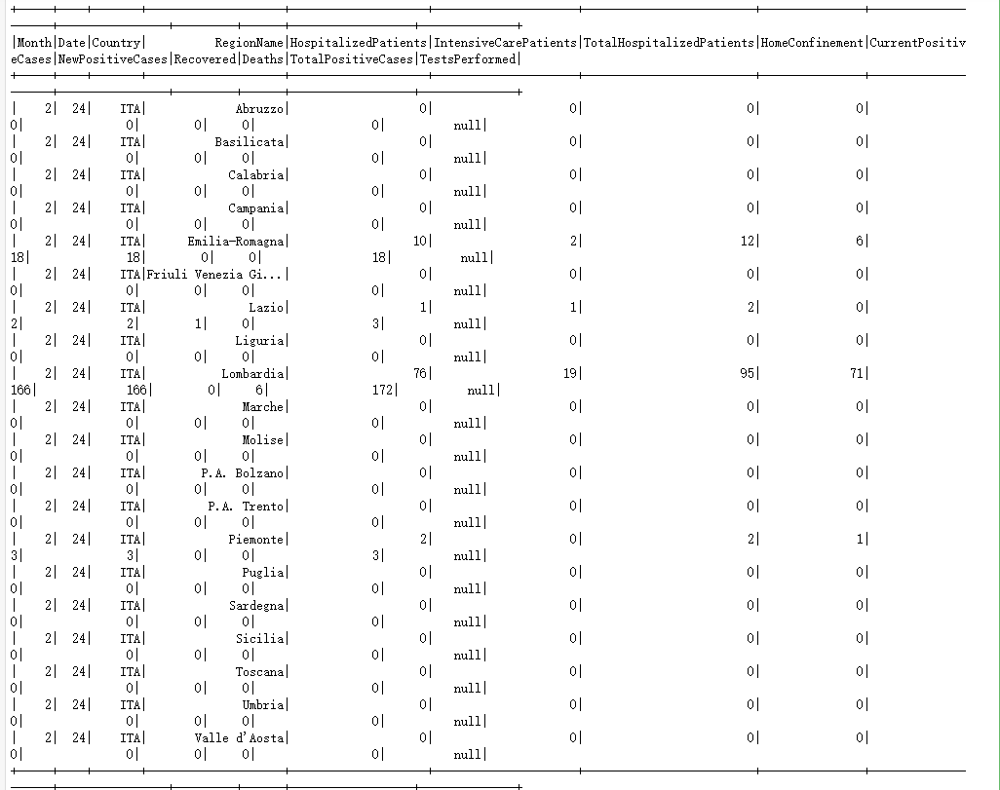 |Month|Date|Country|          RegionName|HospitalizedPatients|IntensiveCarePatients|TotalHospitalizedPatients|HomeConfinement|CurrentPositiv
eCases|NewPositiveCases|Recovered|Deaths|TotalPositiveCases|TestsPerformed|
|    2|  24|    ITA|             Abruzzo|                   0|                    0|                        0|              0|
0|               0|        0|     0|                 0|          null|
|    2|  24|    ITA|          Basilicata|                   0|                    0|                        0|              0|
0|               0|        0|     0|                 0|          null|
|    2|  24|    ITA|            Calabria|                   0|                    0|                        0|              0|
0|               0|        0|     0|                 0|          null|
|    2|  24|    ITA|            Campania|                   0|                    0|                        0|              0|
0|               0|        0|     0|                 0|          null|
|    2|  24|    ITA|      Emilia-Romagna|                  10|                    2|                       12|              6|
18|              18|        0|     0|                18|          null|
|    2|  24|    ITA|Friuli Venezia Gi...|                   0|                    0|                        0|              0|
0|               0|        0|     0|                 0|          null|
|    2|  24|    ITA|               Lazio|                   1|                    1|                        2|              0|
2|               2|        1|     0|                 3|          null|
|    2|  24|    ITA|             Liguria|                   0|                    0|                        0|              0|
0|               0|        0|     0|                 0|          null|
|    2|  24|    ITA|           Lombardia|                  76|                   19|                       95|             71|
166|             166|        0|     6|               172|          null|
|    2|  24|    ITA|              Marche|                   0|                    0|                        0|              0|
0|               0|        0|     0|                 0|          null|
|    2|  24|    ITA|              Molise|                   0|                    0|                        0|              0|
0|               0|        0|     0|                 0|          null|
|    2|  24|    ITA|        P.A. Bolzano|                   0|                    0|                        0|              0|
0|               0|        0|     0|                 0|          null|
|    2|  24|    ITA|         P.A. Trento|                   0|                    0|                        0|              0|
0|               0|        0|     0|                 0|          null|
|    2|  24|    ITA|            Piemonte|                   2|                    0|                        2|              1|
3|               3|        0|     0|                 3|          null|
|    2|  24|    ITA|              Puglia|                   0|                    0|                        0|              0|
0|               0|        0|     0|                 0|          null|
|    2|  24|    ITA|            Sardegna|                   0|                    0|                        0|              0|
0|               0|        0|     0|                 0|          null|
|    2|  24|    ITA|             Sicilia|                   0|                    0|                        0|              0|
0|               0|        0|     0|                 0|          null|
|    2|  24|    ITA|             Toscana|                   0|                    0|                        0|              0|
0|               0|        0|     0|                 0|          null|
|    2|  24|    ITA|              Umbria|                   0|                    0|                        0|              0|
0|               0|        0|     0|                 0|          null|
|    2|  24|    ITA|       Valle d'Aosta|                   0|                    0|                        0|              0|
0|               0|        0|     0|                 0|          null|